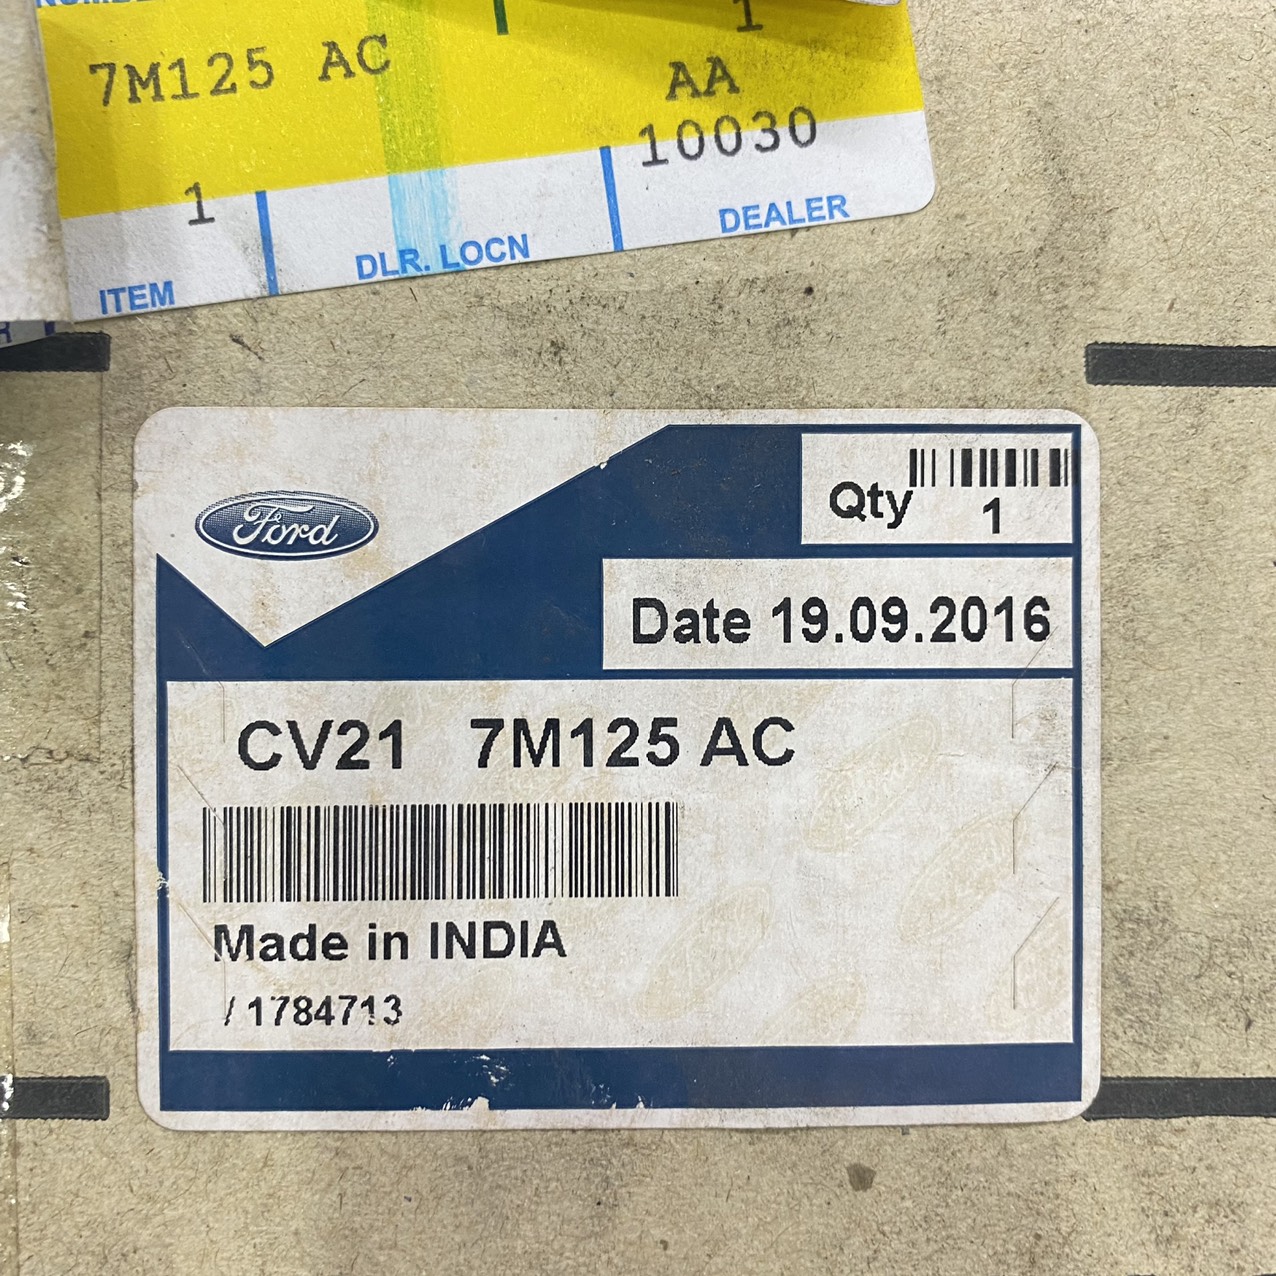 1
7M125 AC
AA
10030
1
ITEM
DLR. LOCN
DEALER
Ford
Qty 1
Date 19.09.2016
CV21 7M125 AC
Made in INDIA
/ 1784713